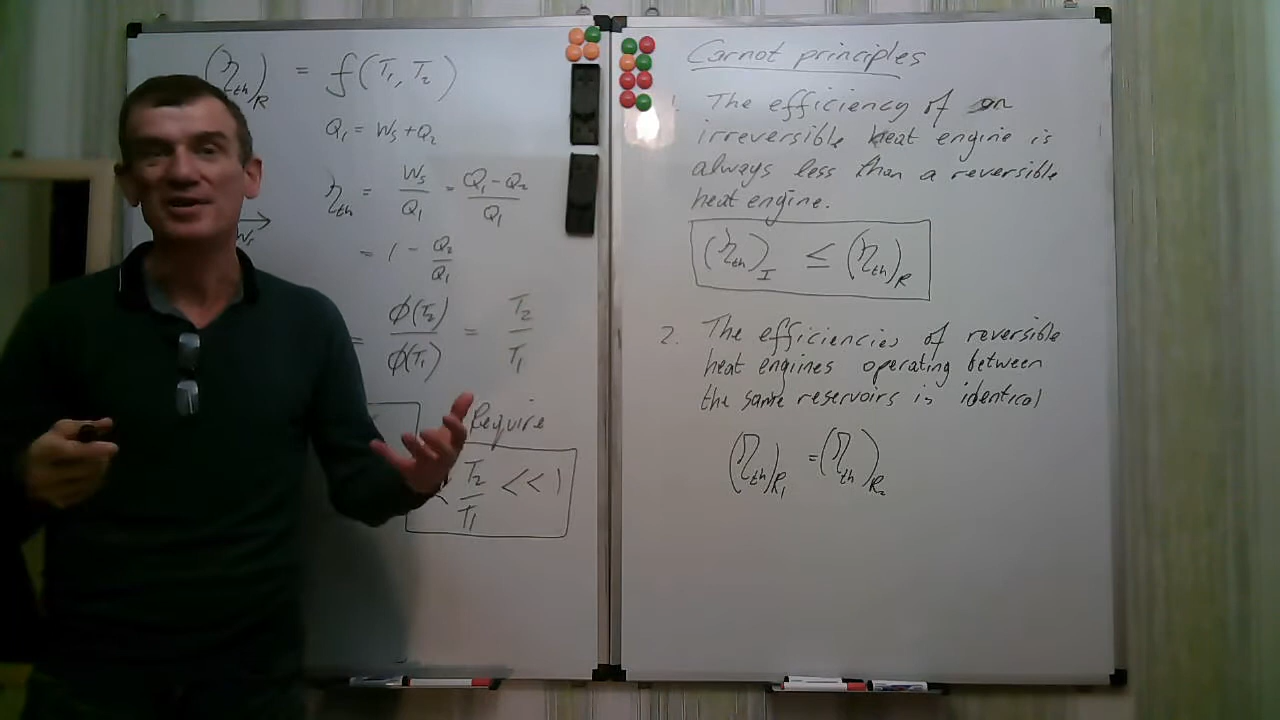 (η_th)_R = f(T₁, T₂)
Q₁ = W_s + Q₂
η_th = W_s/Q₁ = Q₁-Q₂/Q₁
= 1 - Q₂/Q₁
= φ(T₂)/φ(T₁) = T₂/T₁
W_s
Require
T₂/T₁ << 1
Carnot principles
1. The efficiency of an
irreversible heat engine is
always less than a reversible
heat engine.
(η_th)_I ≤ (η_th)_R
2. The efficiencies of reversible
heat engines operating between
the same reservoirs is identical
(η_th)_R₁ = (η_th)_R₂